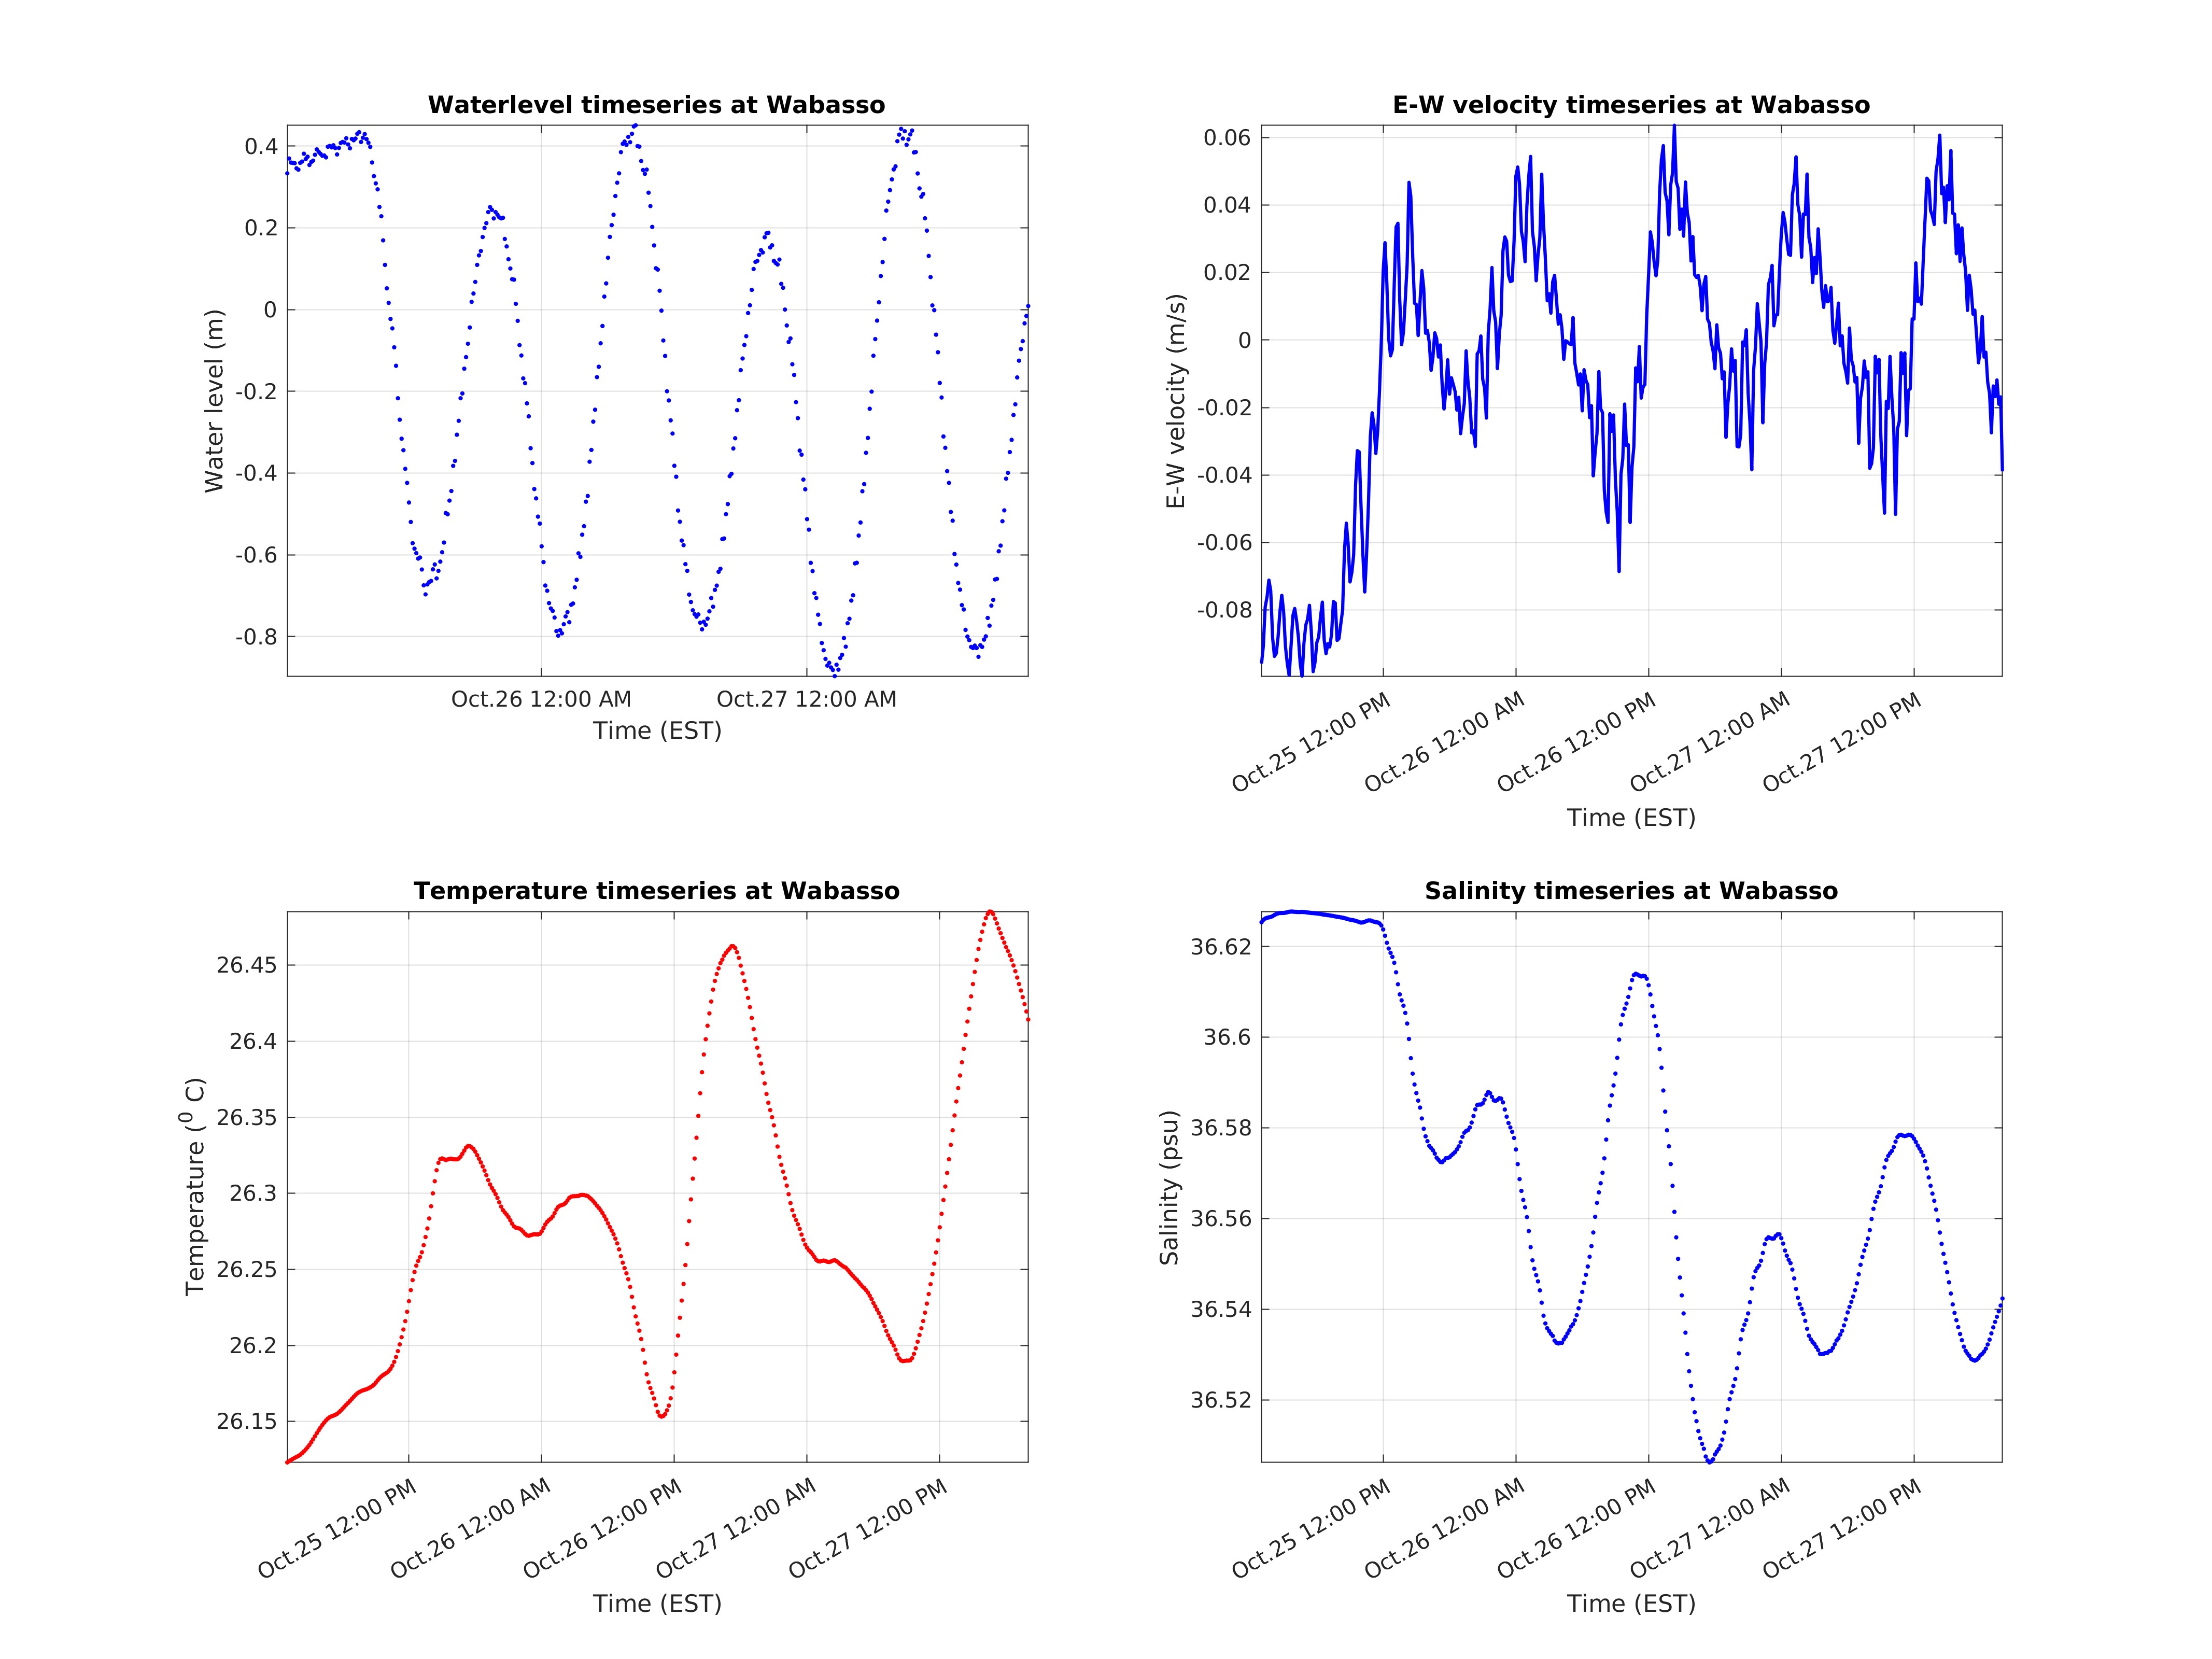 Waterlevel timeseries at Wabasso
0.4
0.2
0
-0.2
-0.4
-0.6
-0.8
Water level (m)
Oct.26 12:00 AM
Oct.27 12:00 AM
Time (EST)
E-W velocity timeseries at Wabasso
0.06
0.04
0.02
0
-0.02
-0.04
-0.06
-0.08
E-W velocity (m/s)
Oct.25 12:00 PM
Oct.26 12:00 AM
Oct.26 12:00 PM
Oct.27 12:00 AM
Oct.27 12:00 PM
Time (EST)
Temperature timeseries at Wabasso
26.45
26.4
26.35
26.3
26.25
26.2
26.15
Temperature (⁰ C)
Oct.25 12:00 PM
Oct.26 12:00 AM
Oct.26 12:00 PM
Oct.27 12:00 AM
Oct.27 12:00 PM
Time (EST)
Salinity timeseries at Wabasso
36.62
36.6
36.58
36.56
36.54
36.52
Salinity (psu)
Oct.25 12:00 PM
Oct.26 12:00 AM
Oct.26 12:00 PM
Oct.27 12:00 AM
Oct.27 12:00 PM
Time (EST)